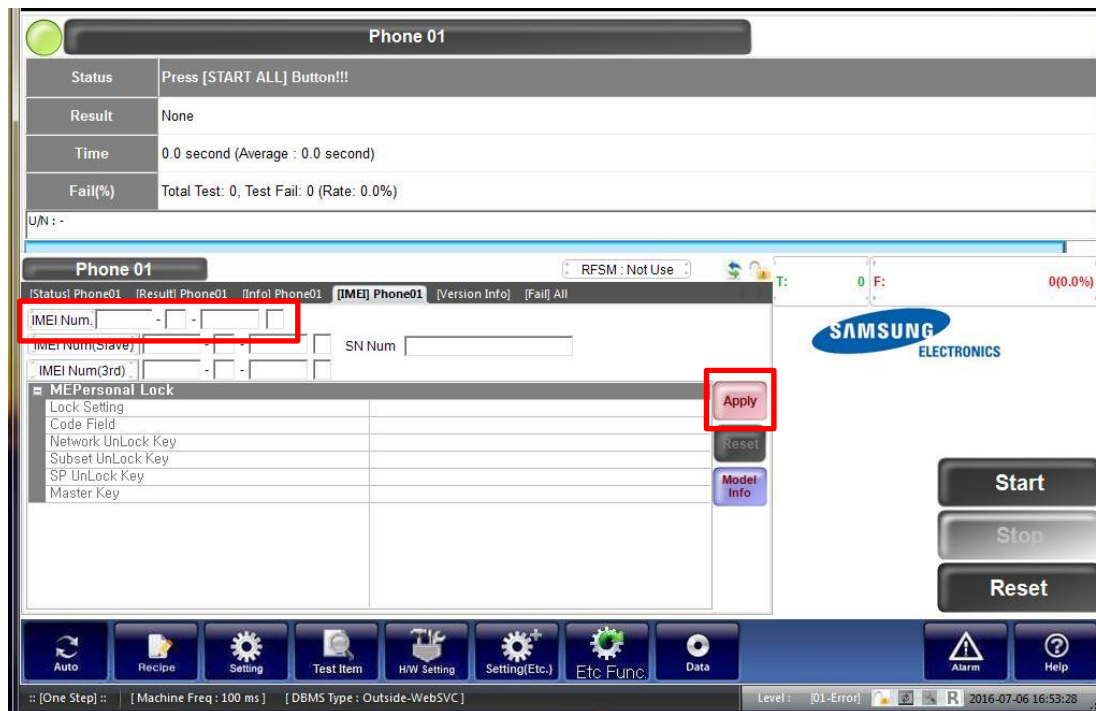 Phone 01
Status Press [START ALL] Button!!!
Result None
Time 0.0 second (Average : 0.0 second)
Fail(%) Total Test: 0, Test Fail: 0 (Rate: 0.0%)
U/N : -
Phone 01 RFSM : Not Use
T: 0 F: 0(0.0%)
[Status] Phone01 [Result] Phone01 [Info] Phone01 [IMEI] Phone01 [Version Info] [Fail] All
IMEI Num. - -
IMEI Num(Slave) - - SN Num
IMEI Num(3rd) - -
SAMSUNG
ELECTRONICS
MEPersonal Lock
Lock Setting
Code Field
Network UnLock Key
Subset UnLock Key
SP UnLock Key
Master Key
Apply
Reset
Model
Info
Start
Stop
Reset
Auto Recipe Setting Test Item H/W Setting Setting(Etc.) Etc Func. Data Alarm Help
:: [One Step] :: [ Machine Freq : 100 ms ] [ DBMS Type : Outside-WebSVC ] Level : [01-Error] R 2016-07-06 16:53:28